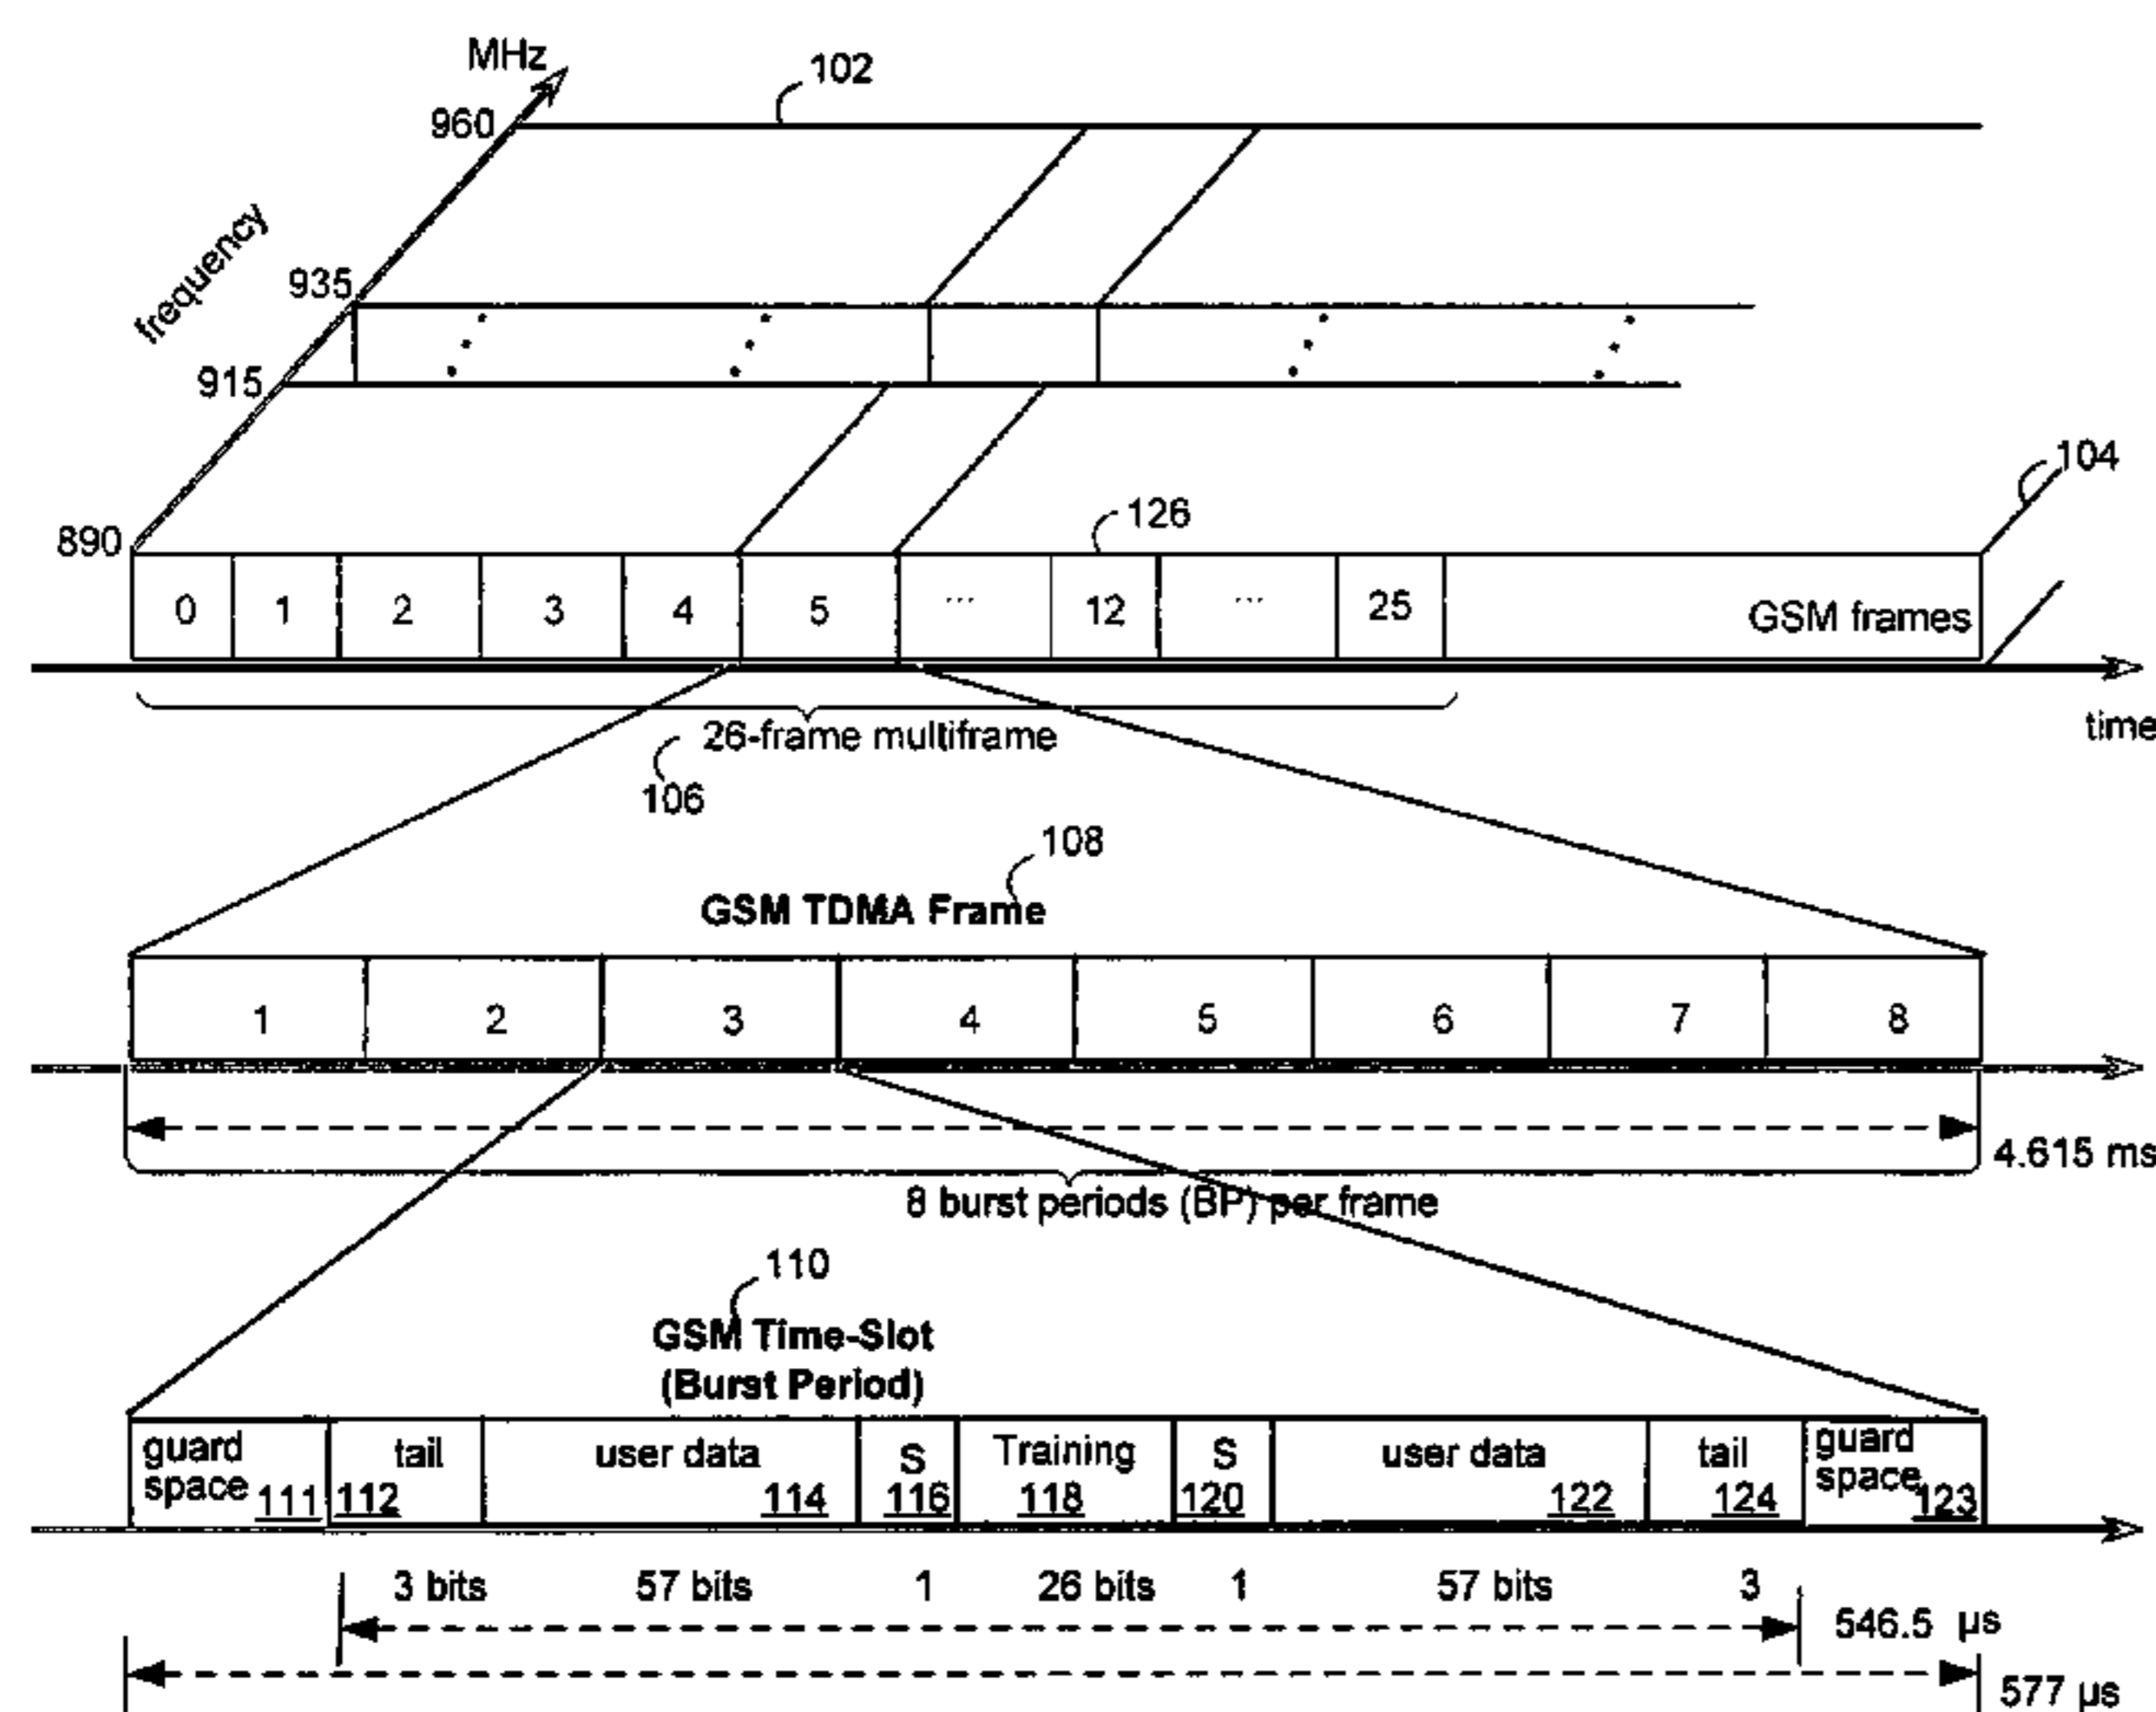 MHz
102
960
frequency
935
915
104
126
890
0 1 2 3 4 5 ... 12 ... 25 GSM frames
time
26-frame multiframe
106
108
GSM TDMA Frame
1 2 3 4 5 6 7 8
4.615 ms
8 burst periods (BP) per frame
110
GSM Time-Slot
(Burst Period)
guard space 111
tail 112
user data 114
S 116
Training 118
S 120
user data 122
tail 124
guard space 123
3 bits 57 bits 1 26 bits 1 57 bits 3
546.5 µs
577 µs